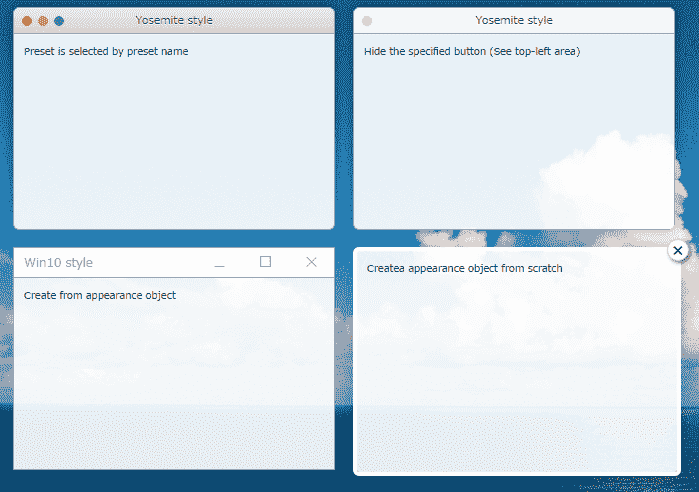 Yosemite style
Preset is selected by preset name
Yosemite style
Hide the specified button (See top-left area)
Win10 style
Create from appearance object
Createa appearance object from scratch